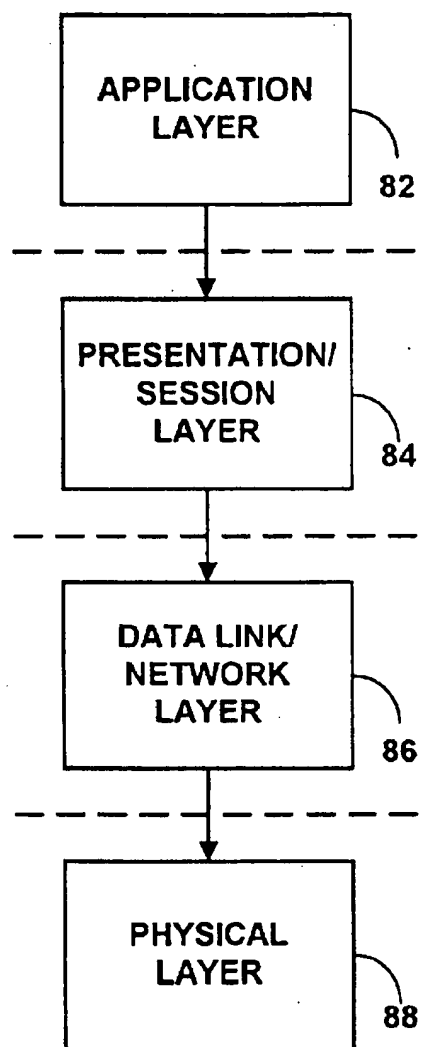 APPLICATION
LAYER
82
PRESENTATION/
SESSION
LAYER
84
DATA LINK/
NETWORK
LAYER
86
PHYSICAL
LAYER
88